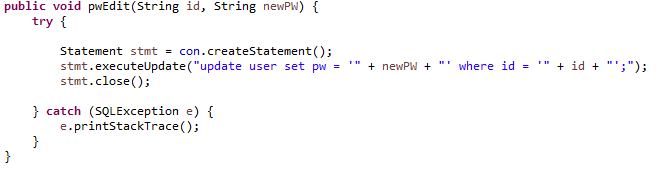 public void pwEdit(String id, String newPW) {
    try {
        Statement stmt = con.createStatement();
        stmt.executeUpdate("update user set pw = '" + newPW + "' where id = '" + id + "';");
        stmt.close();
    } catch (SQLException e) {
        e.printStackTrace();
    }
}